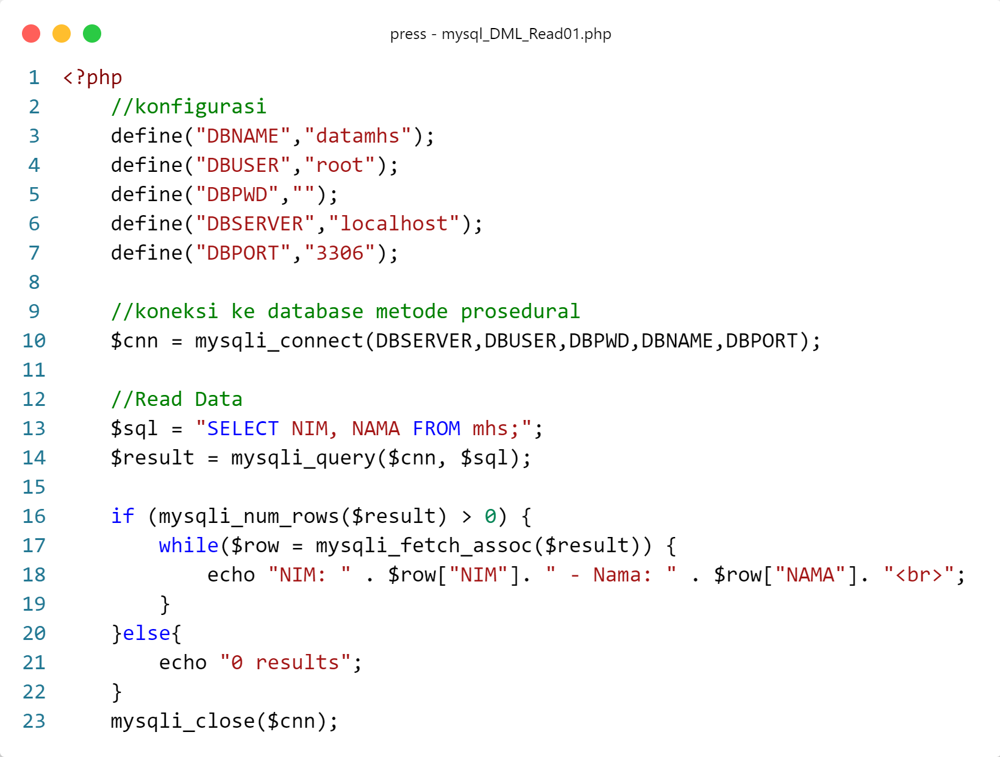 press - mysql_DML_Read01.php
1 <?php
2     //konfigurasi
3     define("DBNAME","datamhs");
4     define("DBUSER","root");
5     define("DBPWD","");
6     define("DBSERVER","localhost");
7     define("DBPORT","3306");
8
9     //koneksi ke database metode prosedural
10     $cnn = mysqli_connect(DBSERVER,DBUSER,DBPWD,DBNAME,DBPORT);
11
12     //Read Data
13     $sql = "SELECT NIM, NAMA FROM mhs;";
14     $result = mysqli_query($cnn, $sql);
15
16     if (mysqli_num_rows($result) > 0) {
17         while($row = mysqli_fetch_assoc($result)) {
18             echo "NIM: " . $row["NIM"]. " - Nama: " . $row["NAMA"]. "<br>";
19         }
20     }else{
21         echo "0 results";
22     }
23     mysqli_close($cnn);